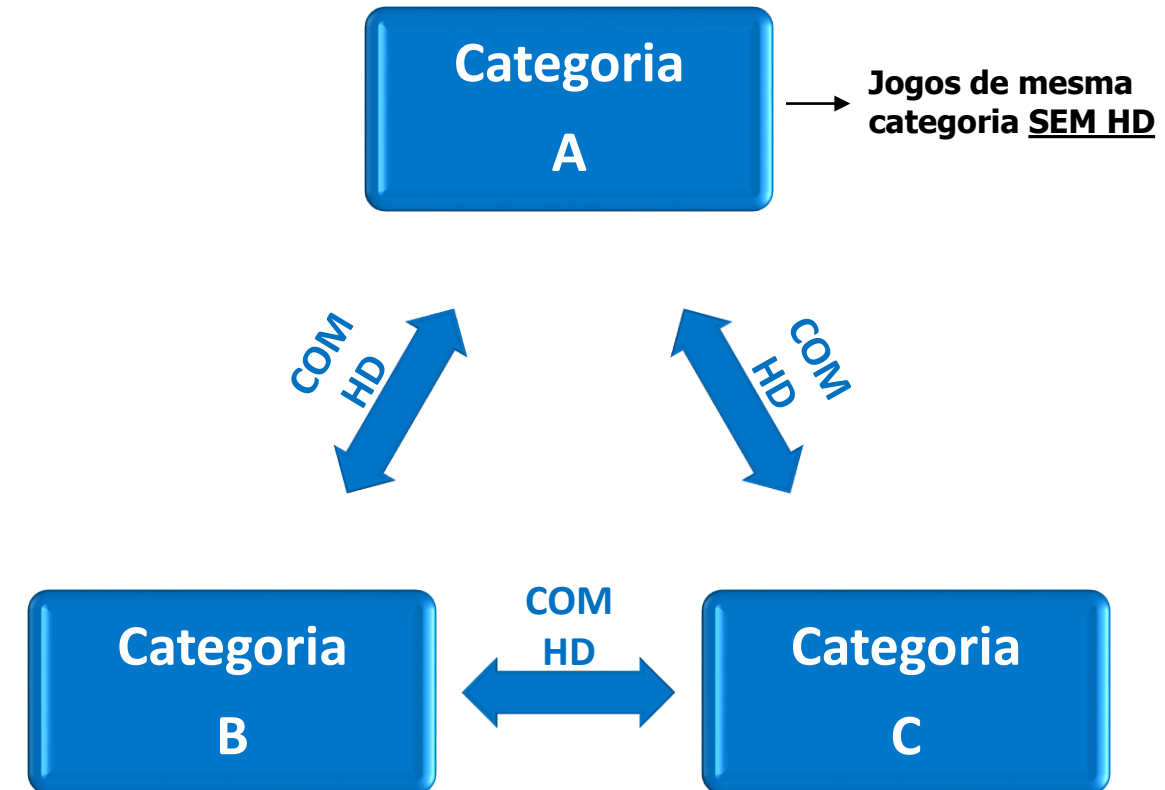 Categoria
A
Jogos de mesma
categoria SEM HD
COM
HD
COM
HD
COM
HD
Categoria
B
Categoria
C